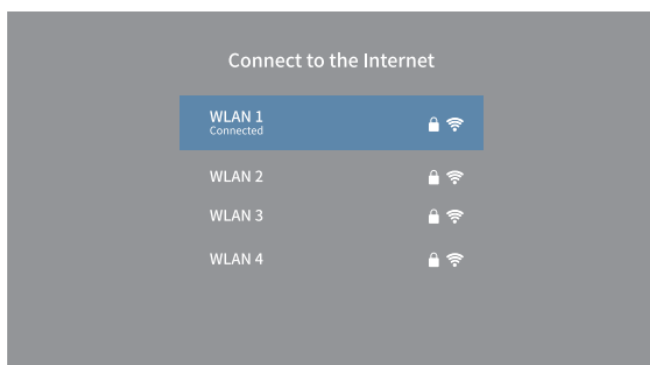 Connect to the Internet
WLAN 1
Connected
WLAN 2
WLAN 3
WLAN 4